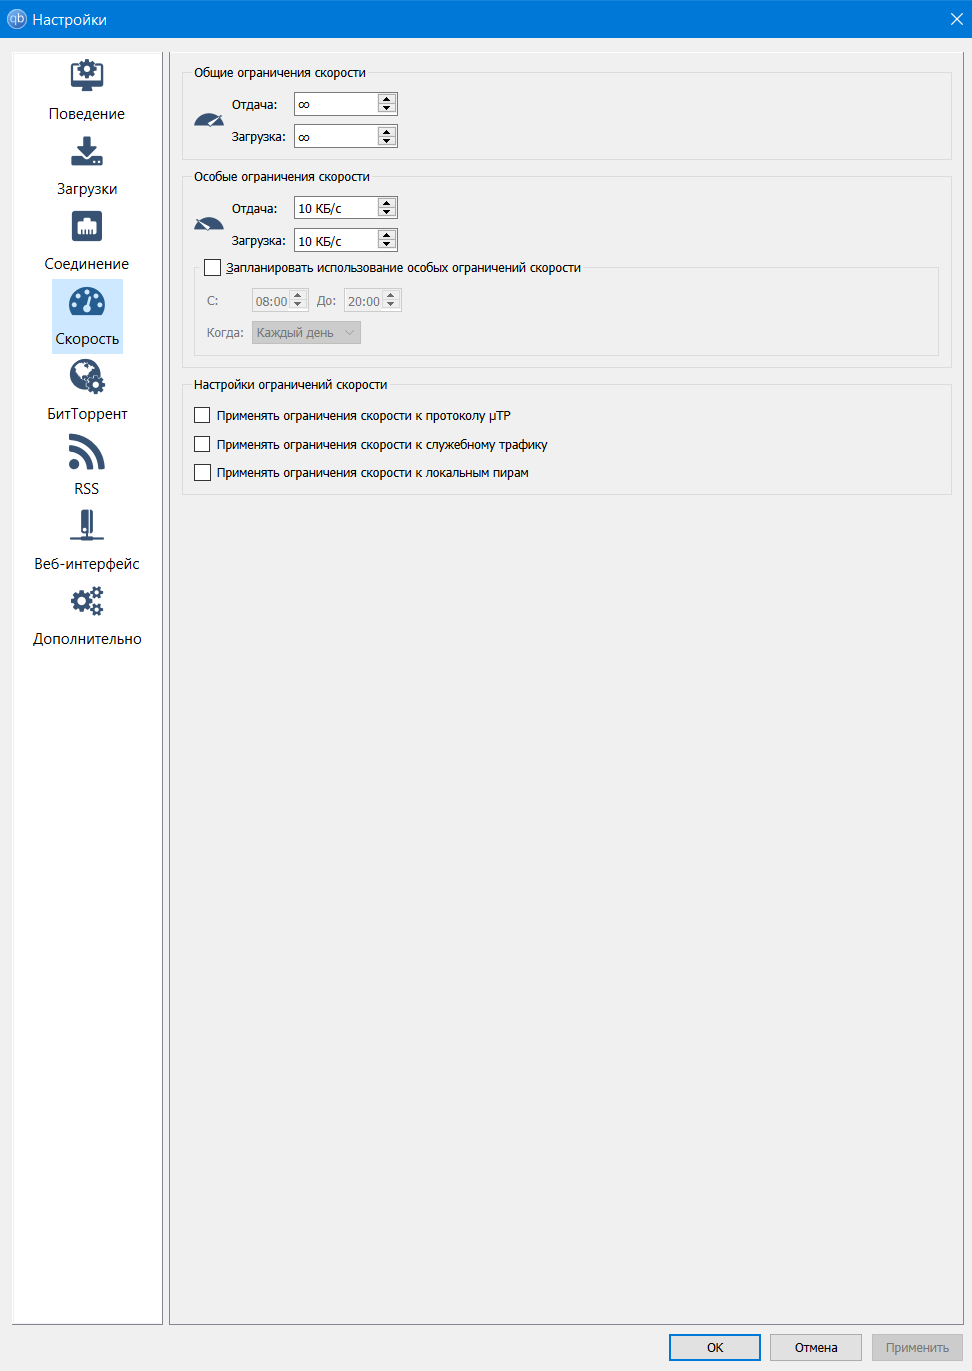 qb Настройки
Поведение
Загрузки
Соединение
Скорость
БитТоррент
RSS
Веб-интерфейс
Дополнительно
Общие ограничения скорости
Отдача: ∞
Загрузка: ∞
Особые ограничения скорости
Отдача: 10 КБ/с
Загрузка: 10 КБ/с
Запланировать использование особых ограничений скорости
С: 08:00 До: 20:00
Когда: Каждый день
Настройки ограничений скорости
Применять ограничения скорости к протоколу µTP
Применять ограничения скорости к служебному трафику
Применять ограничения скорости к локальным пирам
OK Отмена Применить